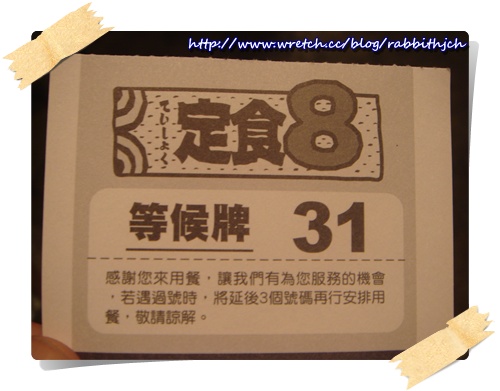 http://www.wretch.cc/blog/rabbithjch
ていしょく
定食8
等候牌 31
感謝您來用餐，讓我們有為您服務的機會
，若遇過號時，將延後3個號碼再行安排用
餐，敬請諒解。